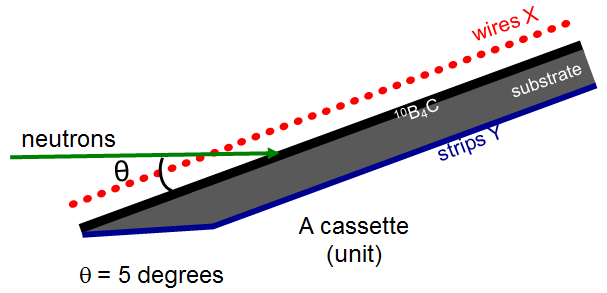 wires X
substrate
¹⁰B₄C
strips Y
neutrons
θ
A cassette
(unit)
θ = 5 degrees